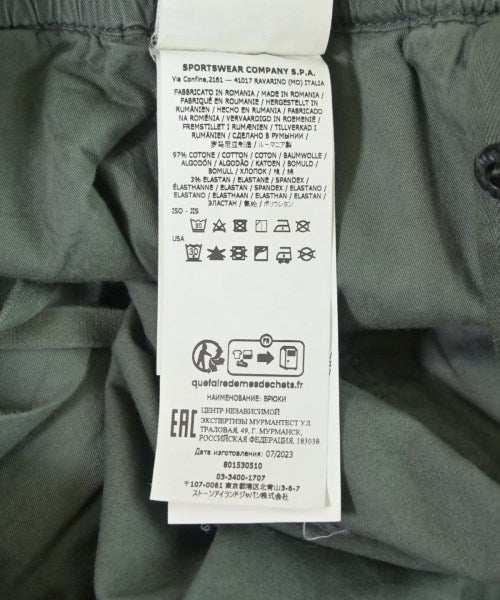 SPORTSWEAR COMPANY S.P.A.
Via Confine,2161 — 41017 RAVARINO (MO) ITALIA
FABBRICATO IN ROMANIA / MADE IN ROMANIA /
FABRIQUÉ EN ROUMANIE / HERGESTELLT IN
RUMÄNIEN / HECHO EN RUMANIA / FABRICADO
NA ROMÉNIA / VERVAARDIGD IN ROEMENIË /
FREMSTILLET I RUMÆNIEN / TILLVERKAD I
RUMÄNIEN / СДЕЛАНО В РУМЫНИИ /
罗马尼亚制造 / ルーマニア製
97% COTONE / COTTON / COTON / BAUMWOLLE /
ALGODÓN / ALGODÃO / KATOEN / BOMULD /
BOMULL / ХЛОПОК / 棉 / 綿
3% ELASTAN / ELASTANE / SPANDEX /
ÉLASTHANNE / ELASTAN / SPANDEX / ELASTANO /
ELASTANO / ELASTHAAN / ELASTAN / ELASTAN /
ЭЛАСТАН / 氨纶 / ポリウレタン
ISO - JIS
30
USA
30
FR
quefairedemesdechets.fr
НАИМЕНОВАНИЕ: БРЮКИ
EAC
ЦЕНТР НЕЗАВИСИМОЙ
ЭКСПЕРТИЗЫ МУРМАНТЕСТ УЛ.
ТРАЛОВАЯ, 49, Г. МУРМАНСК,
РОССИЙСКАЯ ФЕДЕРАЦИЯ, 183038
Дата изготовления: 07/2023
801530510
03-3400-1707
〒107-0061 東京都港区北青山3-6-7
ストーンアイランドジャパン株式会社